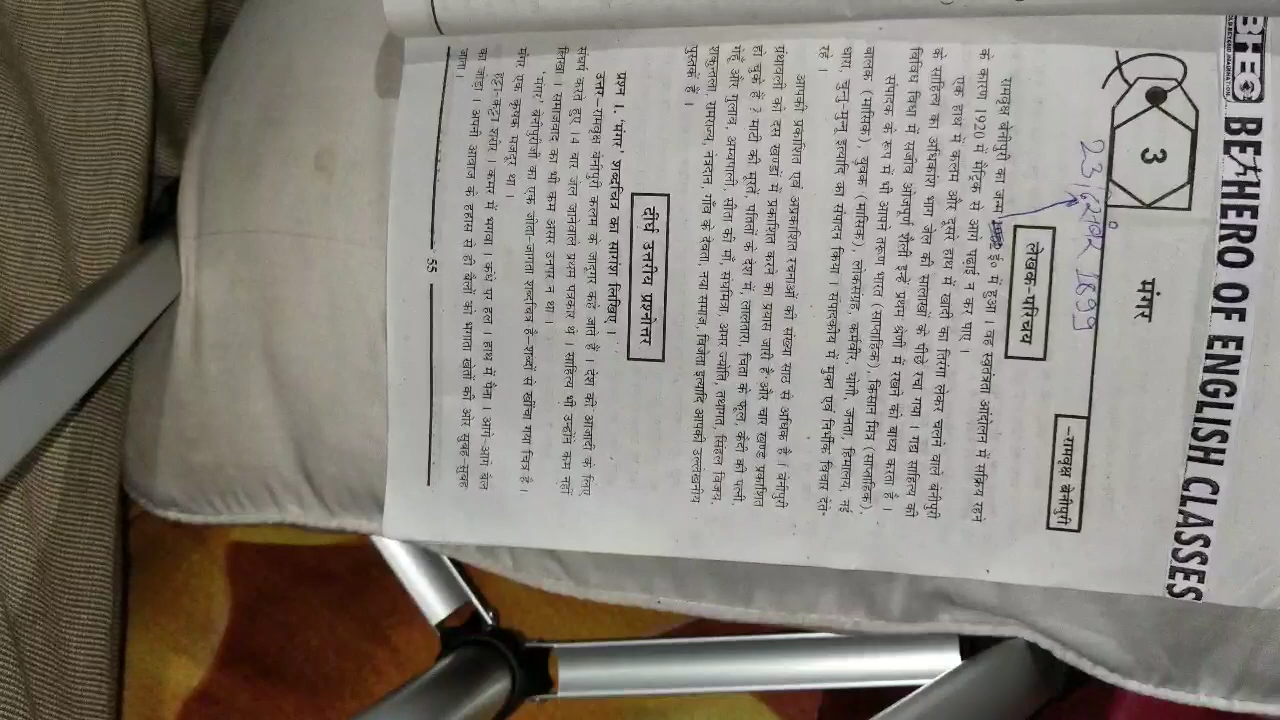 BHEC BE A HERO OF ENGLISH CLASSES
3
मंगर
23 दिसम्बर 1899
–रामवृक्ष बेनीपुरी
लेखक-परिचय
रामवृक्ष बेनीपुरी का जन्म ई० में हुआ । वह स्वतंत्रता आंदोलन में सक्रिय रहने
के कारण 1920 में मैट्रिक से आगे पढ़ाई न कर पाए ।
एक हाथ में कलम और दूसरे हाथ में खादी का तिरंगा लेकर चलने वाले बेनीपुरी
के साहित्य का अधिकांश भाग जेल की सलाखों के पीछे रचा गया । गद्य साहित्य की
विविध विधा में सजीव ओजपूर्ण शैली इन्हें प्रथम श्रेणी में रखने को बाध्य करता है ।
संपादक के रूप में भी आपने तरुण भारत (साप्ताहिक), किसान मित्र (साप्ताहिक),
बालक (मासिक), युवक (मासिक), लोकसंग्रह, कर्मवीर, योगी, जनता, हिमालय, नई
धारा, चुन्नू-मुन्नू इत्यादि का संपादन किया । संपादकीय में मुक्त एवं निर्भीक विचार देते-
रहे ।
आपकी प्रकाशित एवं अप्रकाशित रचनाओं की संख्या साठ से अधिक है । बेनीपुरी
ग्रंथावली को दस खण्डों में प्रकाशित करने का प्रयास जारी है और चार खण्ड प्रकाशित
हो चुके हैं ? माटी की मूरतें, पतितों के देश में, लालतारा, चिता के फूल, कैदी की पत्नी,
गेहूँ और गुलाब, अम्बपाली, सीता की माँ, संघमित्रा, अमर ज्योति, तथागत, सिंहल विजय,
शकुन्तला, रामराज्य, नेत्रदान, गाँव के देवता, नया समाज, विजेता इत्यादि आपकी उल्लेखनीय
पुस्तकें हैं ।
दीर्घ उत्तरीय प्रश्नोत्तर
प्रश्न 1. 'मंगर' शब्दचित्र का सारांश लिखिए ।
उत्तर–रामवृक्ष बेनीपुरी कलम के जादूगर कहे जाते हैं । देश की आजादी के लिए
संघर्ष करते हुए 14 बार जेल जानेवाले प्रखर पत्रकार थे । साहित्य भी उन्होंने कम नहीं
लिखा । समाजवाद का भी कम असर उनपर न था ।
'मंगर' बेनीपुरीजी का एक जीता जागता शब्दचित्र है–शब्दों से खींचा गया चित्र है ।
मंगर एक कृषक मजदूर था ।
हट्टा-कट्टा शरीर । कमर में भगवा । कंधे पर हल । हाथ में पैना । आगे-आगे बैल
का जोड़ा । अपनी आवाज के हहास से ही बैलों को भगाता खेतों की ओर सुबह-सुबह
जाता ।
55